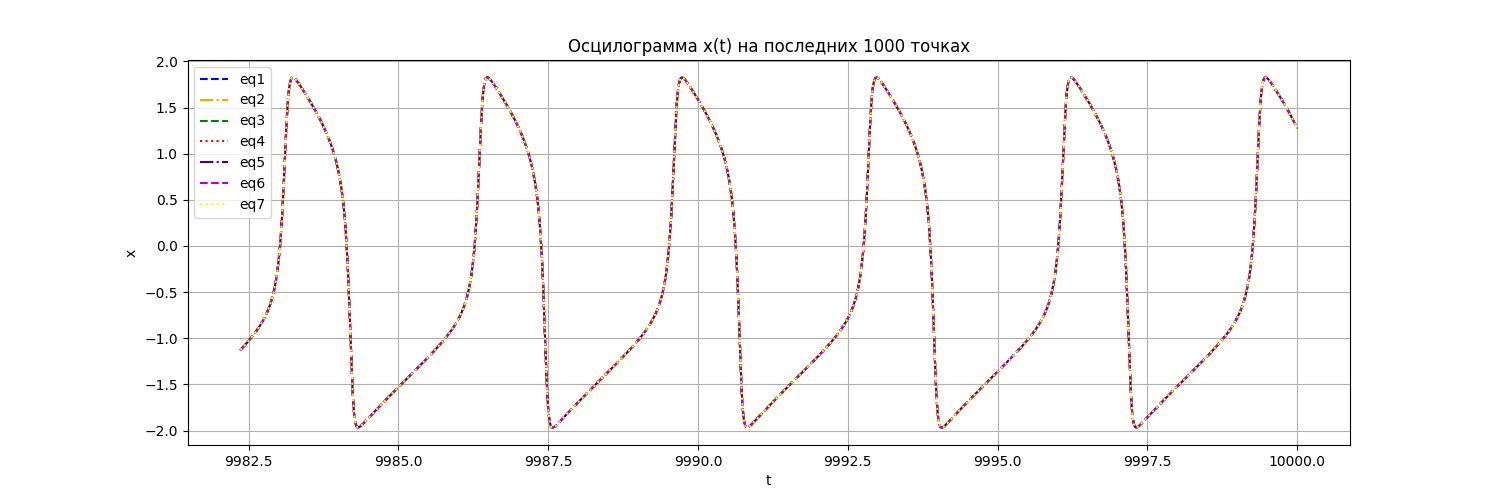 Осцилограмма x(t) на последних 1000 точках
2.0
1.5
1.0
0.5
0.0
−0.5
−1.0
−1.5
−2.0
x
eq1
eq2
eq3
eq4
eq5
eq6
eq7
9982.5 9985.0 9987.5 9990.0 9992.5 9995.0 9997.5 10000.0
t